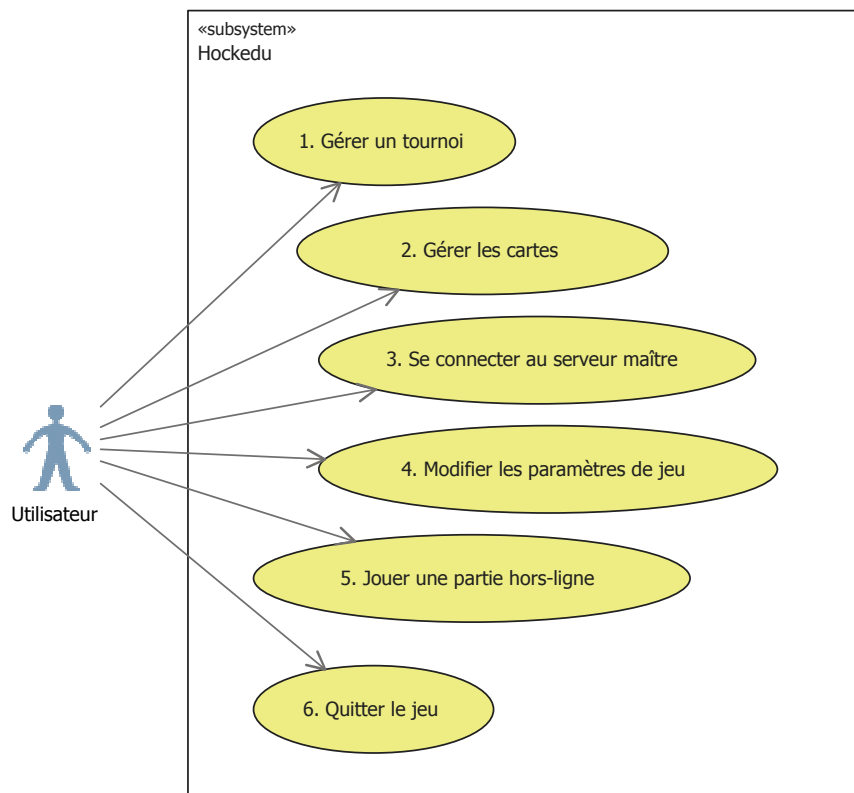 «subsystem»
Hockedu
1. Gérer un tournoi
2. Gérer les cartes
3. Se connecter au serveur maître
4. Modifier les paramètres de jeu
Utilisateur
5. Jouer une partie hors-ligne
6. Quitter le jeu